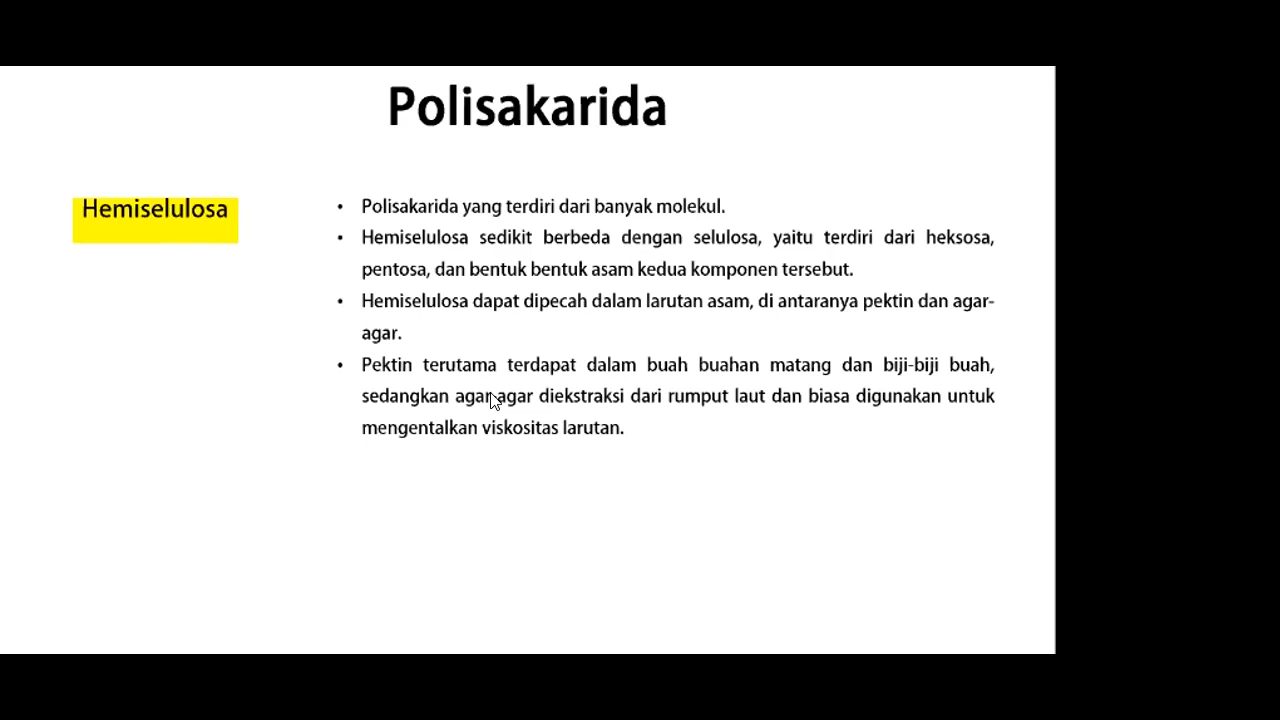 Polisakarida
Hemiselulosa
• Polisakarida yang terdiri dari banyak molekul.
• Hemiselulosa sedikit berbeda dengan selulosa, yaitu terdiri dari heksosa,
pentosa, dan bentuk bentuk asam kedua komponen tersebut.
• Hemiselulosa dapat dipecah dalam larutan asam, di antaranya pektin dan agar-
agar.
• Pektin terutama terdapat dalam buah buahan matang dan biji-biji buah,
sedangkan agar-agar diekstraksi dari rumput laut dan biasa digunakan untuk
mengentalkan viskositas larutan.